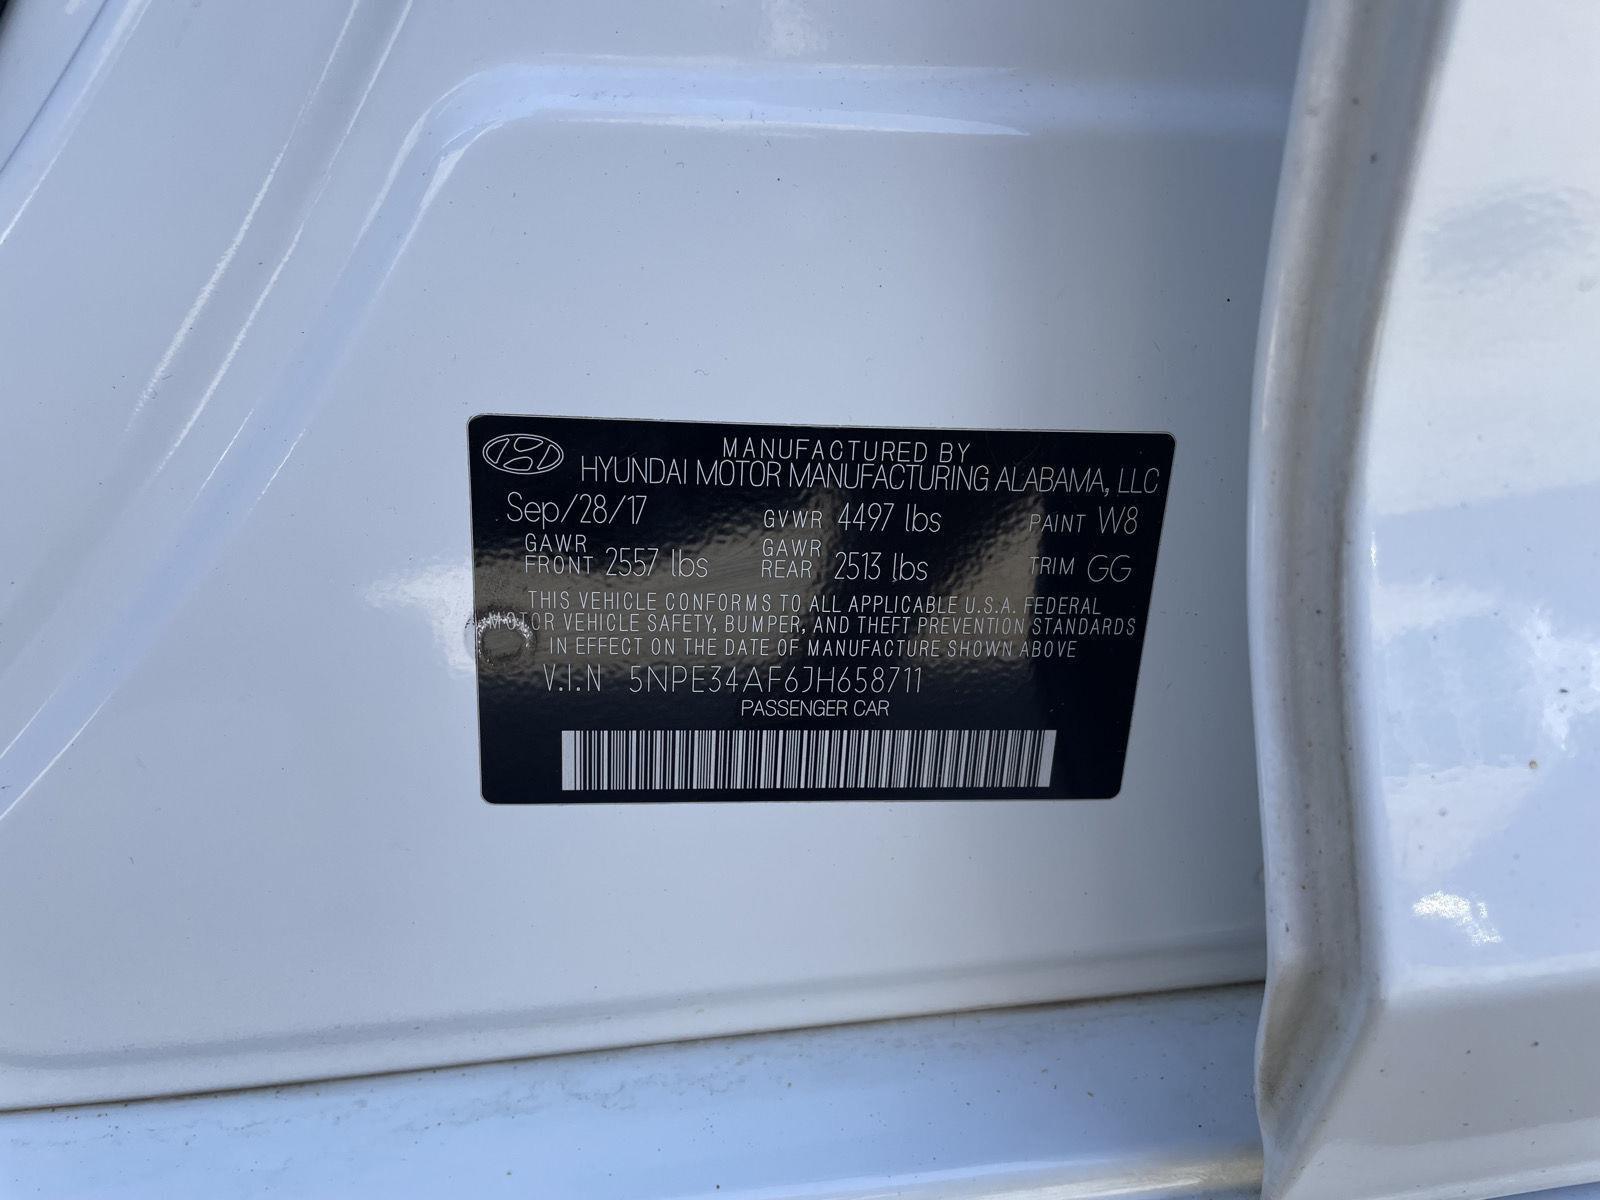 MANUFACTURED BY
HYUNDAI MOTOR MANUFACTURING ALABAMA, LLC
Sep/28/17 GVWR 4497 lbs PAINT W8
GAWR FRONT 2557 lbs GAWR REAR 2513 lbs TRIM GG
THIS VEHICLE CONFORMS TO ALL APPLICABLE U.S.A. FEDERAL
MOTOR VEHICLE SAFETY, BUMPER, AND THEFT PREVENTION STANDARDS
IN EFFECT ON THE DATE OF MANUFACTURE SHOWN ABOVE
V.I.N 5NPE34AF6JH658711
PASSENGER CAR